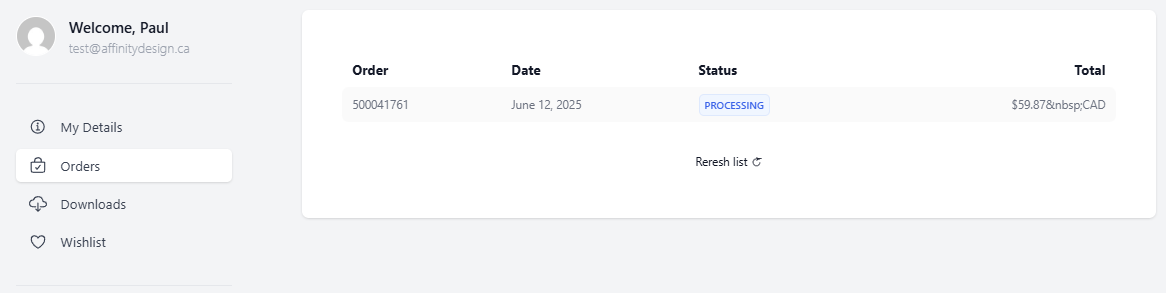 Welcome, Paul
test@affinitydesign.ca
My Details
Orders
Downloads
Wishlist
Order Date Status Total
500041761 June 12, 2025 PROCESSING $59.87&nbsp;CAD
Reresh list